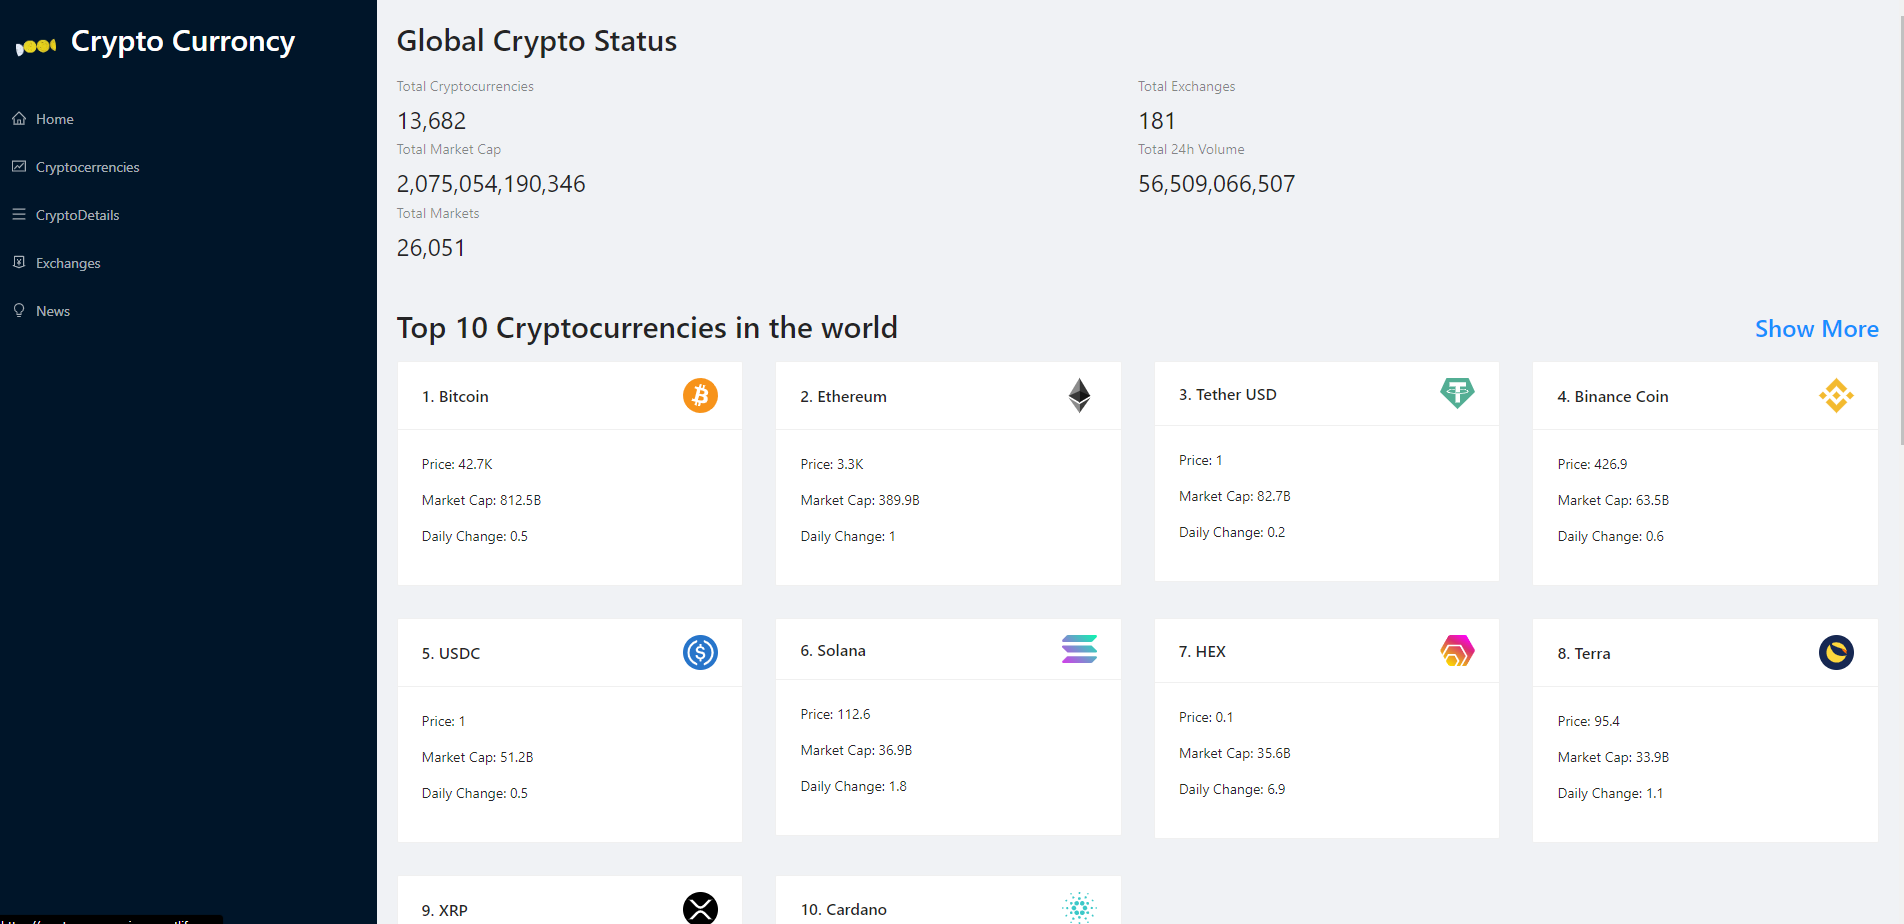 Crypto Curroncy
Home
Cryptocerrencies
CryptoDetails
Exchanges
News
Global Crypto Status
Total Cryptocurrencies
13,682
Total Exchanges
181
Total Market Cap
2,075,054,190,346
Total 24h Volume
56,509,066,507
Total Markets
26,051
Top 10 Cryptocurrencies in the world
Show More
1. Bitcoin
Price: 42.7K
Market Cap: 812.5B
Daily Change: 0.5
2. Ethereum
Price: 3.3K
Market Cap: 389.9B
Daily Change: 1
3. Tether USD
Price: 1
Market Cap: 82.7B
Daily Change: 0.2
4. Binance Coin
Price: 426.9
Market Cap: 63.5B
Daily Change: 0.6
5. USDC
Price: 1
Market Cap: 51.2B
Daily Change: 0.5
6. Solana
Price: 112.6
Market Cap: 36.9B
Daily Change: 1.8
7. HEX
Price: 0.1
Market Cap: 35.6B
Daily Change: 6.9
8. Terra
Price: 95.4
Market Cap: 33.9B
Daily Change: 1.1
9. XRP
10. Cardano